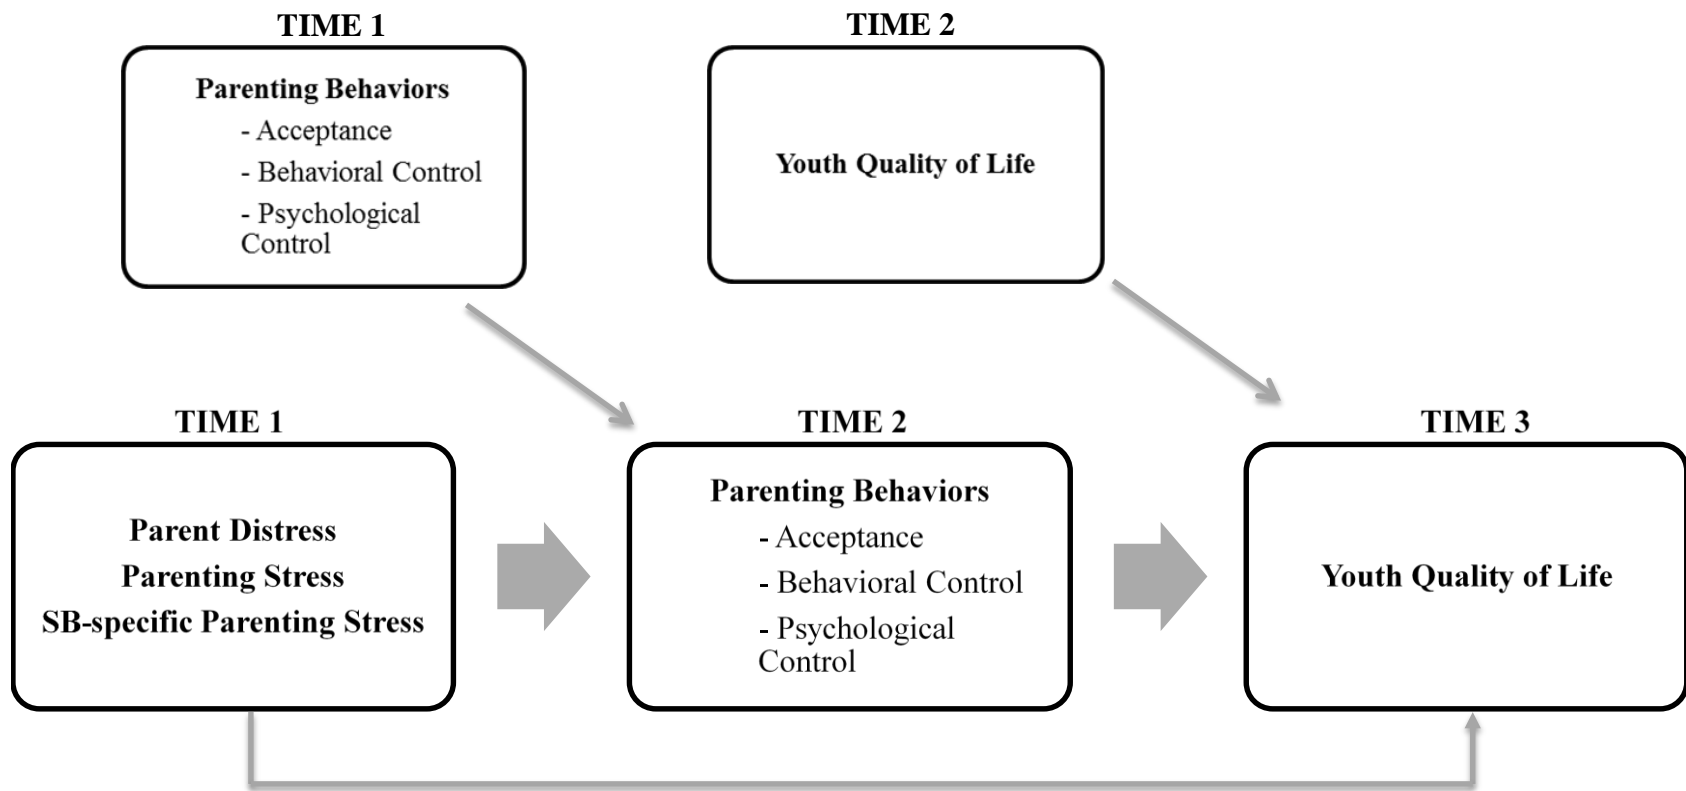 TIME 1
Parenting Behaviors
- Acceptance
- Behavioral Control
- Psychological
Control
TIME 2
Youth Quality of Life
TIME 1
Parent Distress
Parenting Stress
SB-specific Parenting Stress
TIME 2
Parenting Behaviors
- Acceptance
- Behavioral Control
- Psychological
Control
TIME 3
Youth Quality of Life